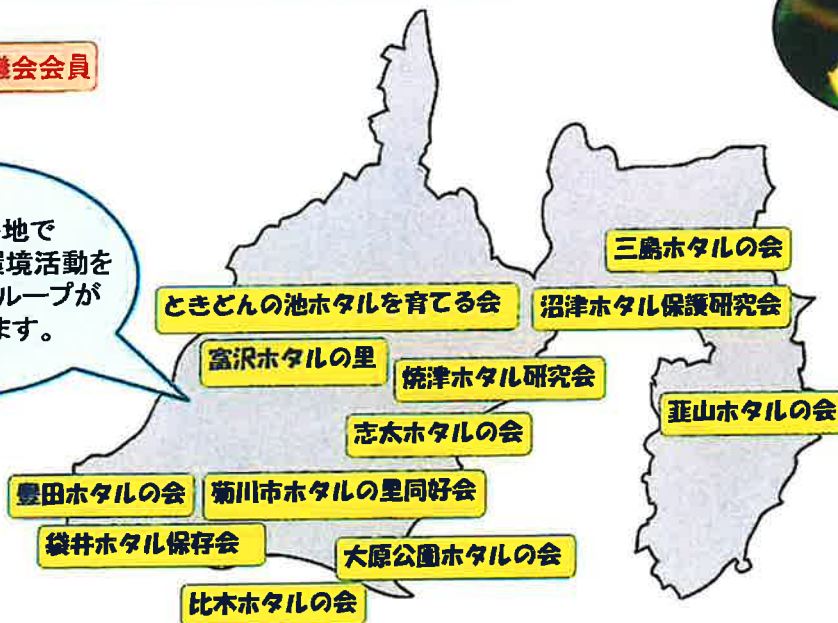 会会員
地で
環境活動を
ループが
ます。
三島ホタルの会
ときどんの池ホタルを育てる会
沼津ホタル保護研究会
富沢ホタルの里
焼津ホタル研究会
韮山ホタルの会
志太ホタルの会
豊田ホタルの会
菊川市ホタルの里同好会
袋井ホタル保存会
大原公園ホタルの会
比木ホタルの会